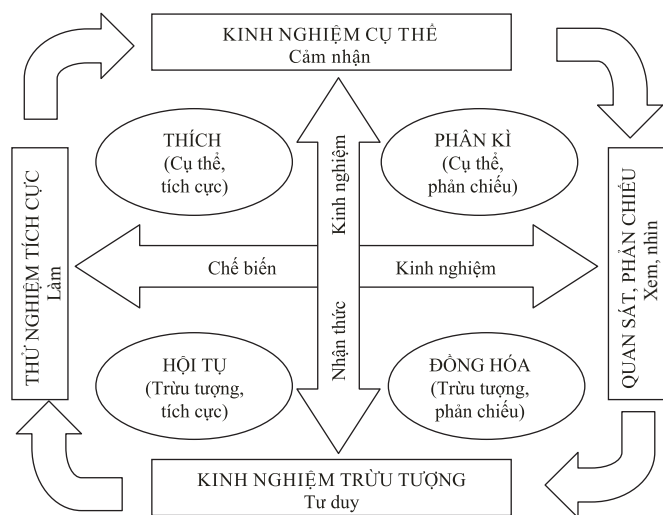 KINH NGHIỆM CỤ THỂ
Cảm nhận
THÍCH
(Cụ thể,
tích cực)
Kinh nghiệm
PHÂN KÌ
(Cụ thể,
phản chiếu)
THỬ NGHIỆM TÍCH CỰC
Làm
Chế biến
Kinh nghiệm
QUAN SÁT, PHẢN CHIẾU
Xem, nhìn
HỘI TỤ
(Trừu tượng,
tích cực)
Nhận thức
ĐỒNG HÓA
(Trừu tượng,
phản chiếu)
KINH NGHIỆM TRỪU TƯỢNG
Tư duy